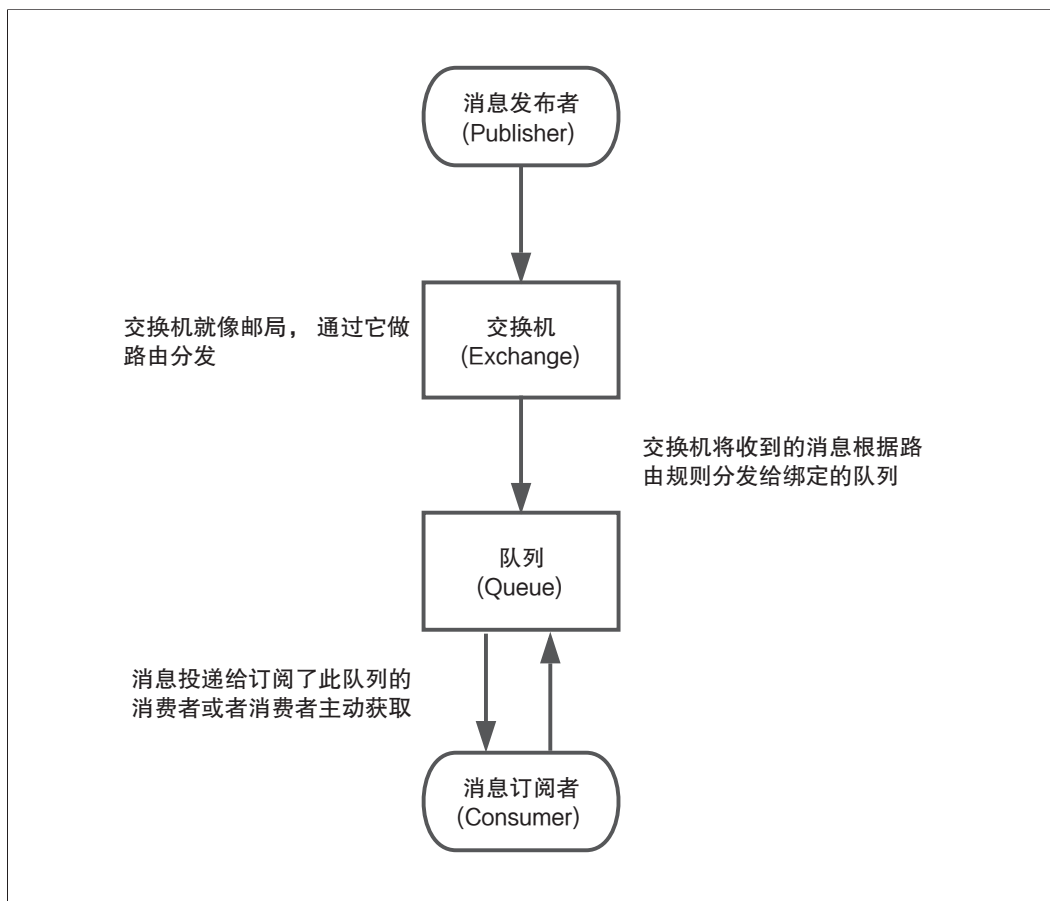 消息发布者
(Publisher)
交换机就像邮局， 通过它做
路由分发
交换机
(Exchange)
交换机将收到的消息根据路
由规则分发给绑定的队列
队列
(Queue)
消息投递给订阅了此队列的
消费者或者消费者主动获取
消息订阅者
(Consumer)